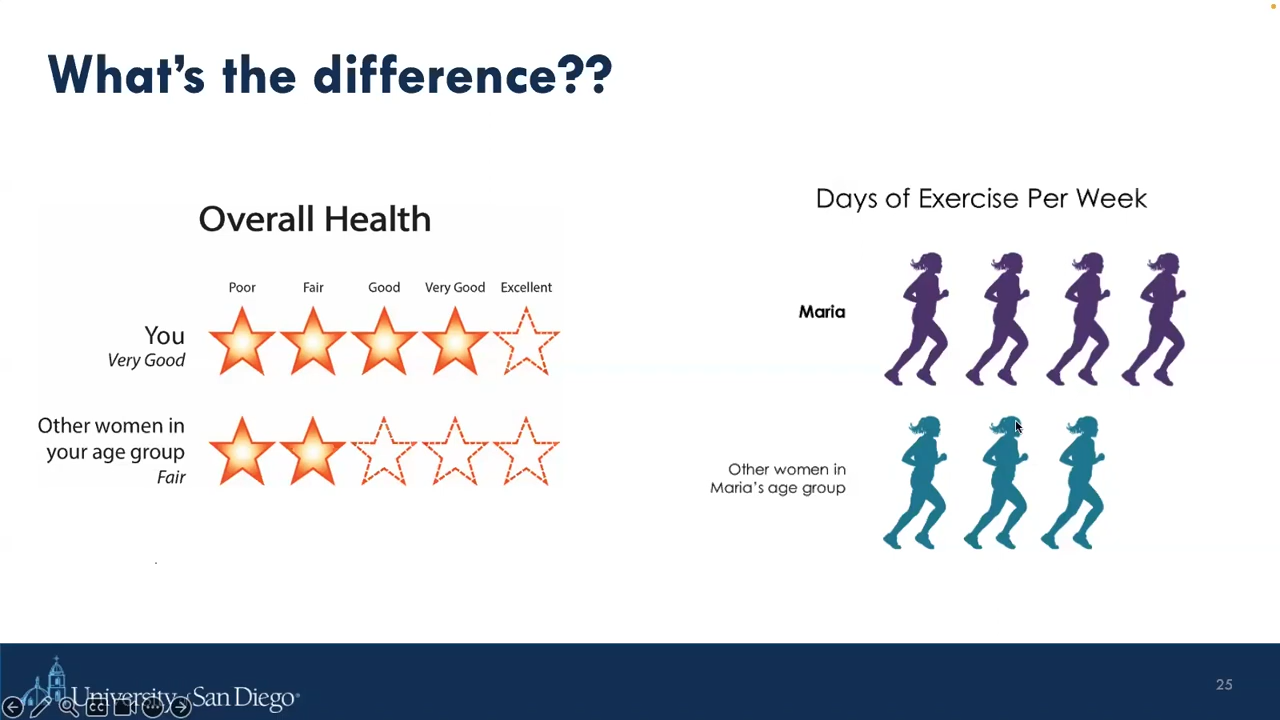 What's the difference??
Overall Health
Poor Fair Good Very Good Excellent
You
Very Good
Other women in
your age group
Fair
Days of Exercise Per Week
Maria
Other women in
Maria's age group
University of San Diego®
25
CC